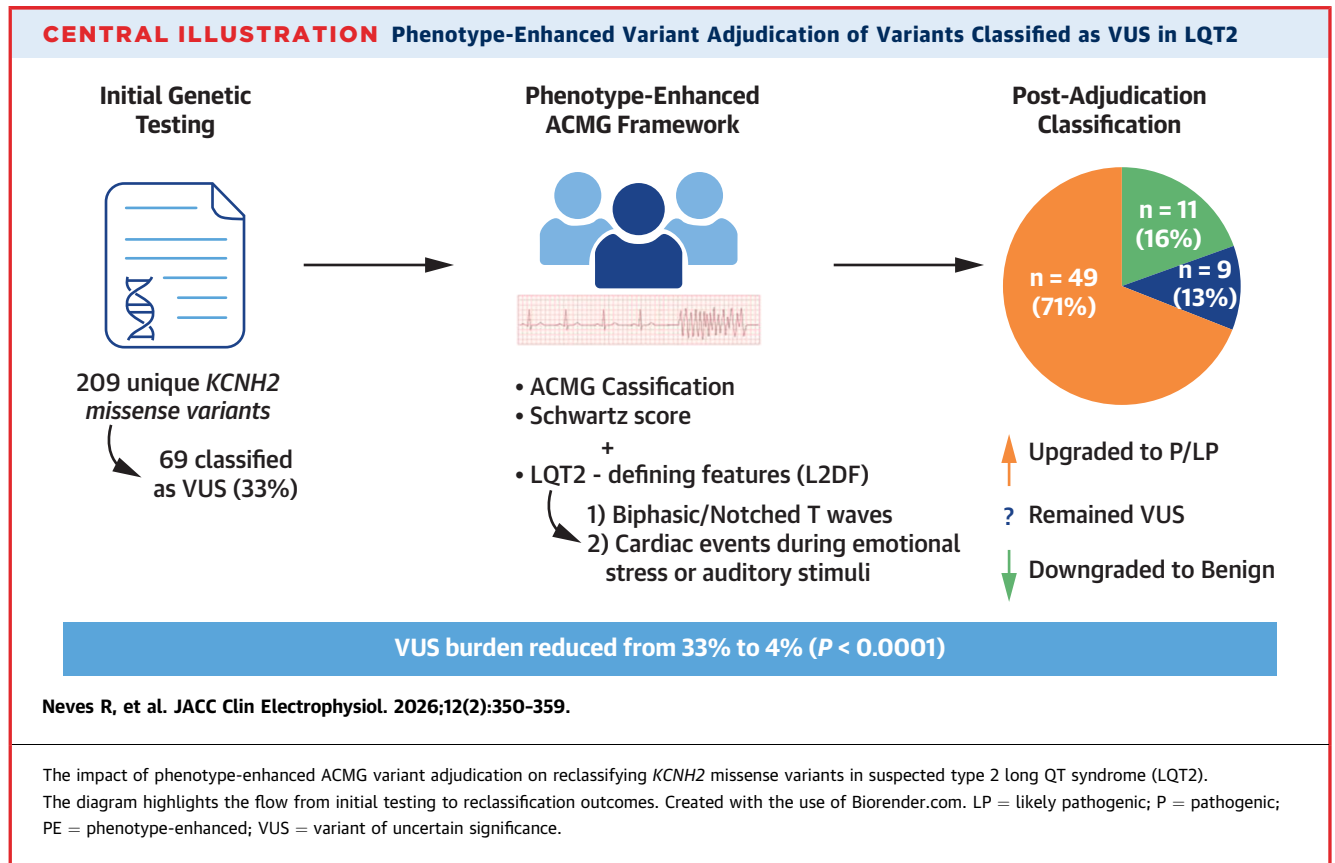 CENTRAL ILLUSTRATION Phenotype-Enhanced Variant Adjudication of Variants Classified as VUS in LQT2
Initial Genetic
Testing
209 unique KCNH2
missense variants
69 classified
as VUS (33%)
Phenotype-Enhanced
ACMG Framework
• ACMG Cassification
• Schwartz score
+
• LQT2 - defining features (L2DF)
1) Biphasic/Notched T waves
2) Cardiac events during emotional
stress or auditory stimuli
Post-Adjudication
Classification
n = 11
(16%)
n = 9
(13%)
n = 49
(71%)
Upgraded to P/LP
? Remained VUS
Downgraded to Benign
VUS burden reduced from 33% to 4% (P < 0.0001)
Neves R, et al. JACC Clin Electrophysiol. 2026;12(2):350–359.
The impact of phenotype-enhanced ACMG variant adjudication on reclassifying KCNH2 missense variants in suspected type 2 long QT syndrome (LQT2).
The diagram highlights the flow from initial testing to reclassification outcomes. Created with the use of Biorender.com. LP = likely pathogenic; P = pathogenic;
PE = phenotype-enhanced; VUS = variant of uncertain significance.